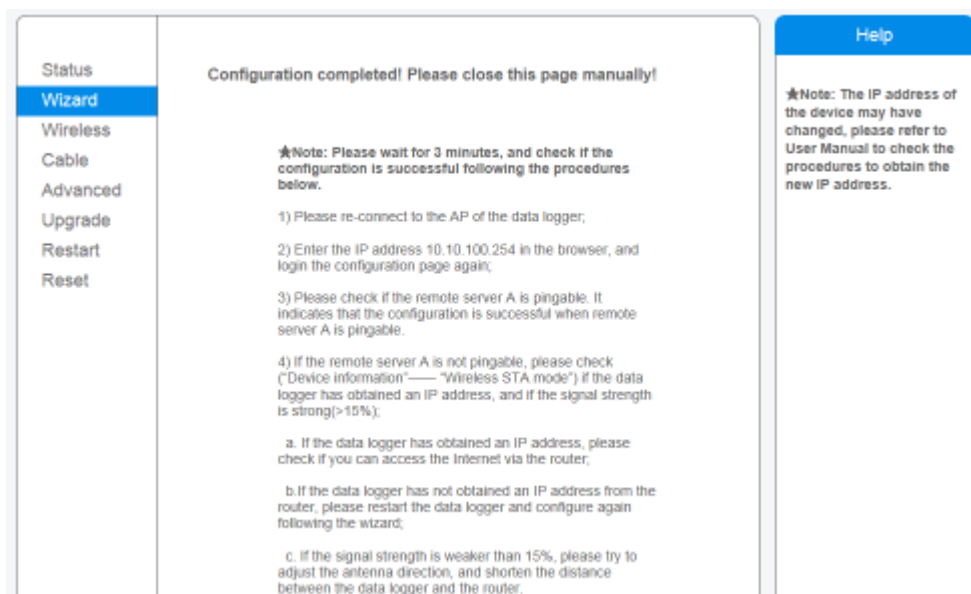 Status
Wizard
Wireless
Cable
Advanced
Upgrade
Restart
Reset
Configuration completed! Please close this page manually!
★Note: Please wait for 3 minutes, and check if the
configuration is successful following the procedures
below.
1) Please re-connect to the AP of the data logger;
2) Enter the IP address 10.10.100.254 in the browser, and
login the configuration page again;
3) Please check if the remote server A is pingable. It
indicates that the configuration is successful when remote
server A is pingable.
4) If the remote server A is not pingable, please check
("Device information"—— "Wireless STA mode") if the data
logger has obtained an IP address, and if the signal strength
is strong(>15%);
a. If the data logger has obtained an IP address, please
check if you can access the Internet via the router;
b.If the data logger has not obtained an IP address from the
router, please restart the data logger and configure again
following the wizard;
c. If the signal strength is weaker than 15%, please try to
adjust the antenna direction, and shorten the distance
between the data logger and the router.
Help
★Note: The IP address of
the device may have
changed, please refer to
User Manual to check the
procedures to obtain the
new IP address.